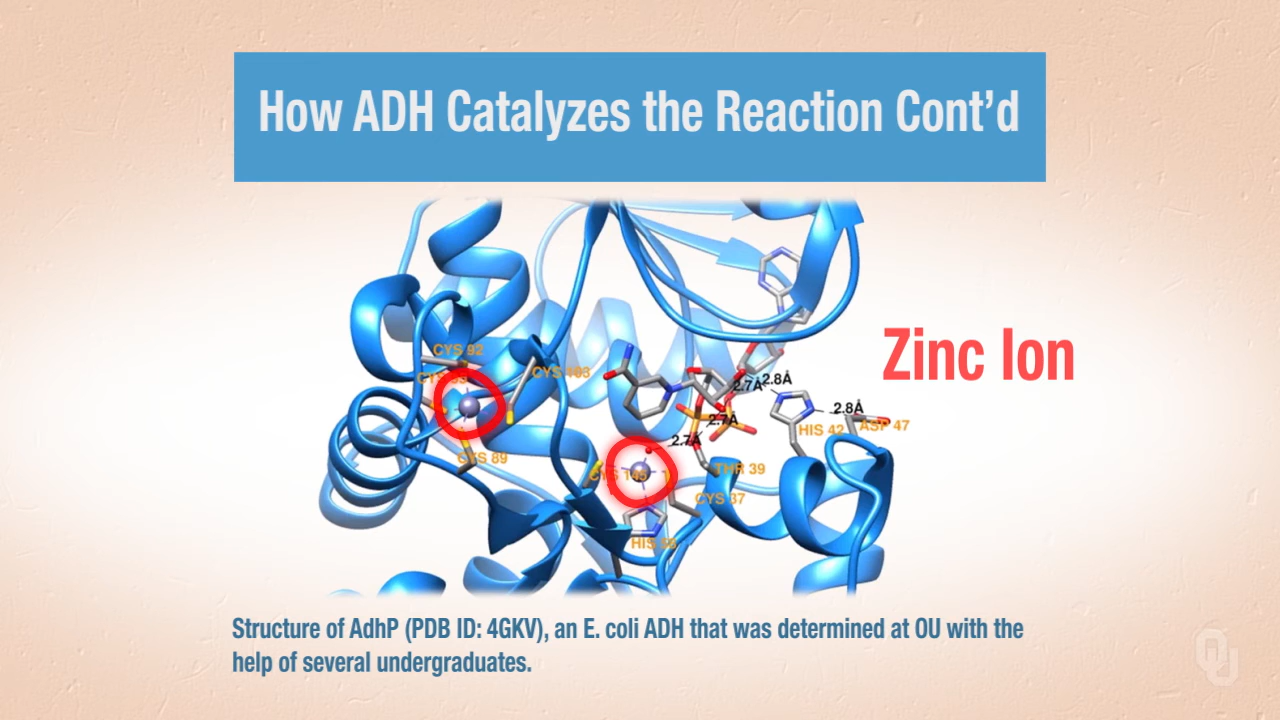 How ADH Catalyzes the Reaction Cont’d
Zinc Ion
CYS 92
CYS 103
CYS 89
2.7Å
2.8Å
2.8Å
ASP 47
HIS 42
2.7Å
2.7Å
THR 39
CYS 37
HIS
Structure of AdhP (PDB ID: 4GKV), an E. coli ADH that was determined at OU with the
help of several undergraduates.
OU